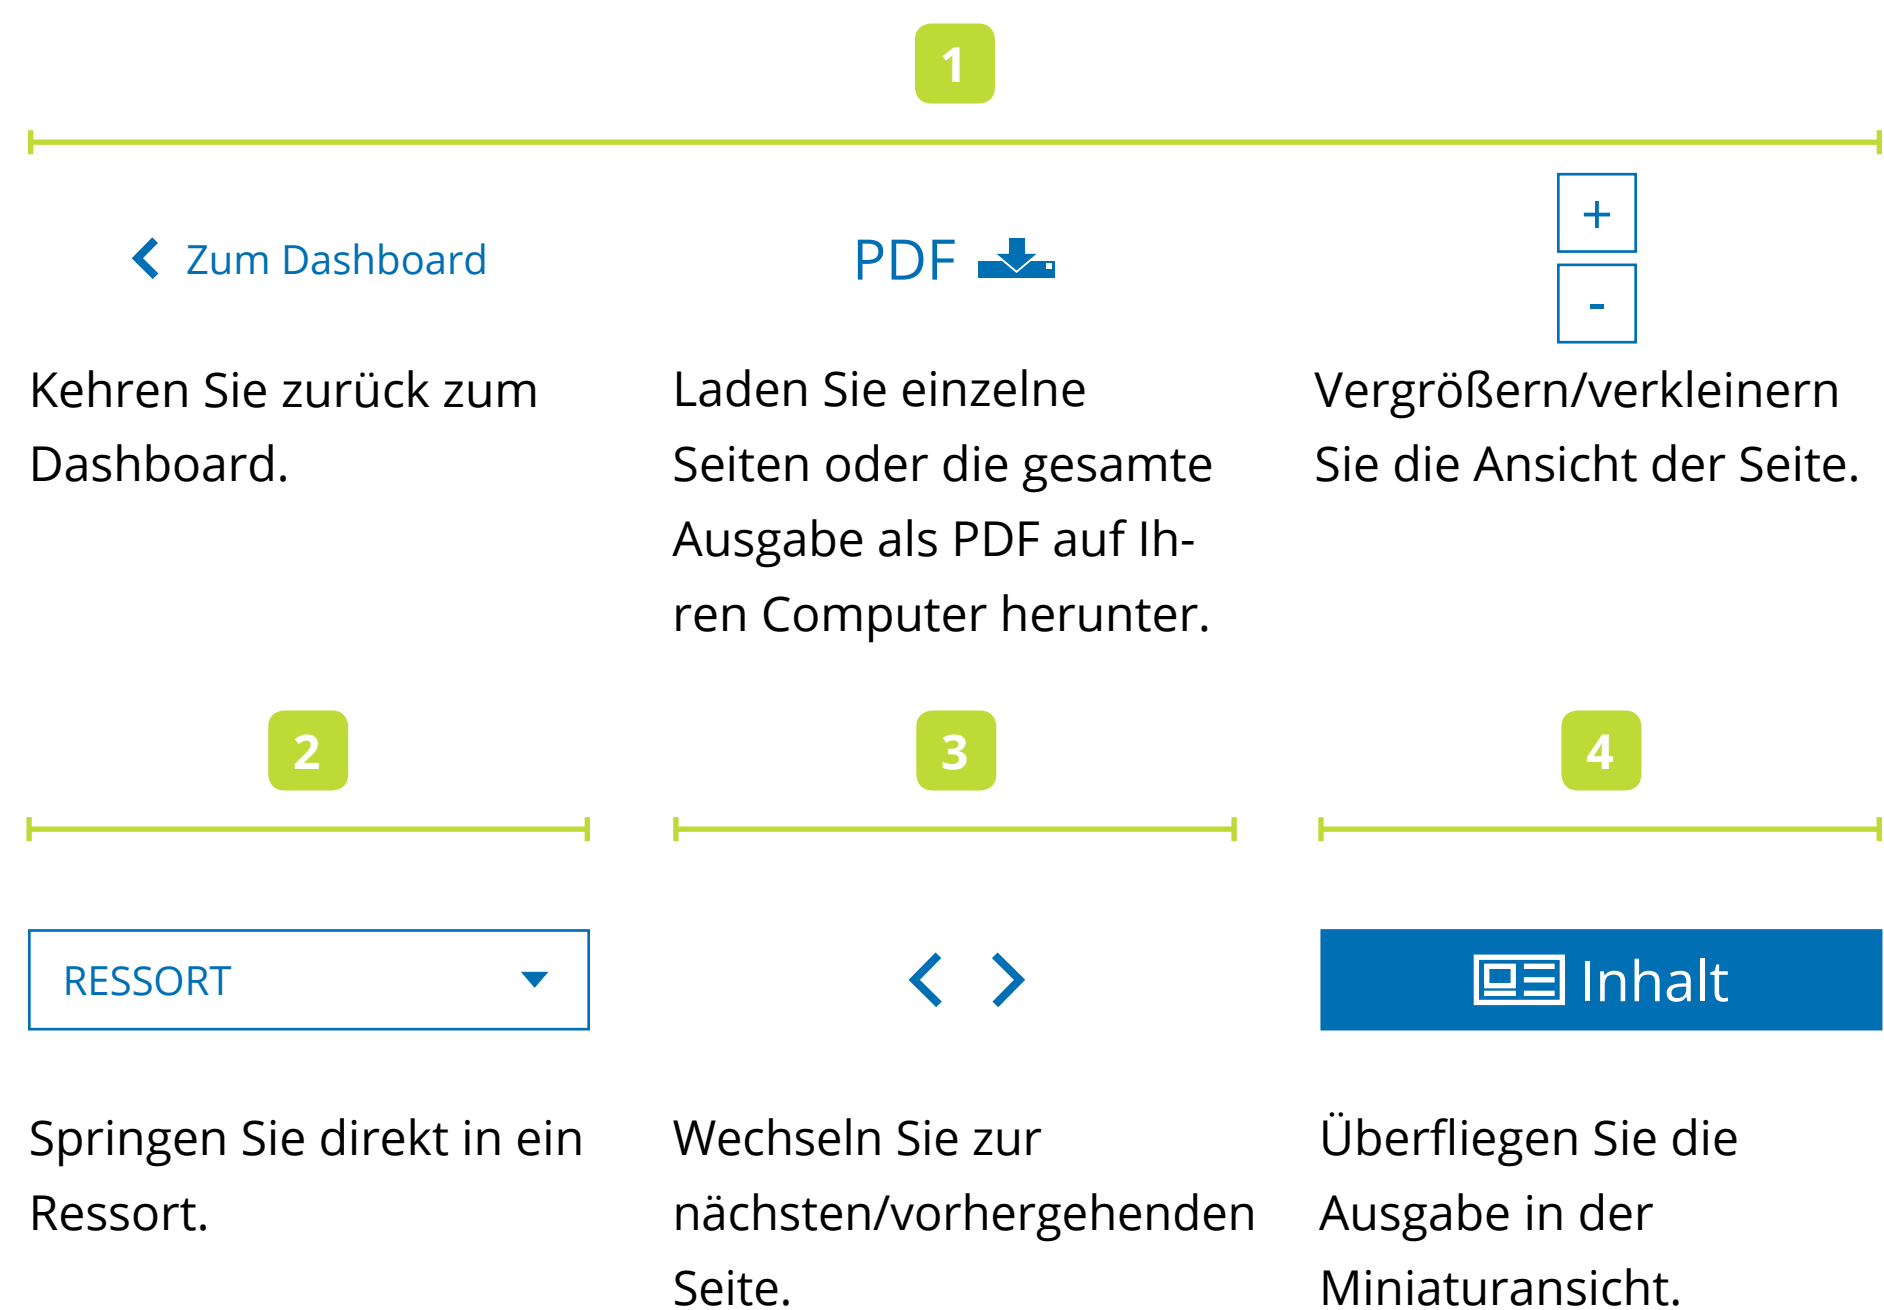 1
Zum Dashboard
Kehren Sie zurück zum
Dashboard.
PDF
Laden Sie einzelne
Seiten oder die gesamte
Ausgabe als PDF auf Ih-
ren Computer herunter.
+
-
Vergrößern/verkleinern
Sie die Ansicht der Seite.
2
RESSORT
Springen Sie direkt in ein
Ressort.
3
Wechseln Sie zur
nächsten/vorhergehenden
Seite.
4
Inhalt
Überfliegen Sie die
Ausgabe in der
Miniaturansicht.